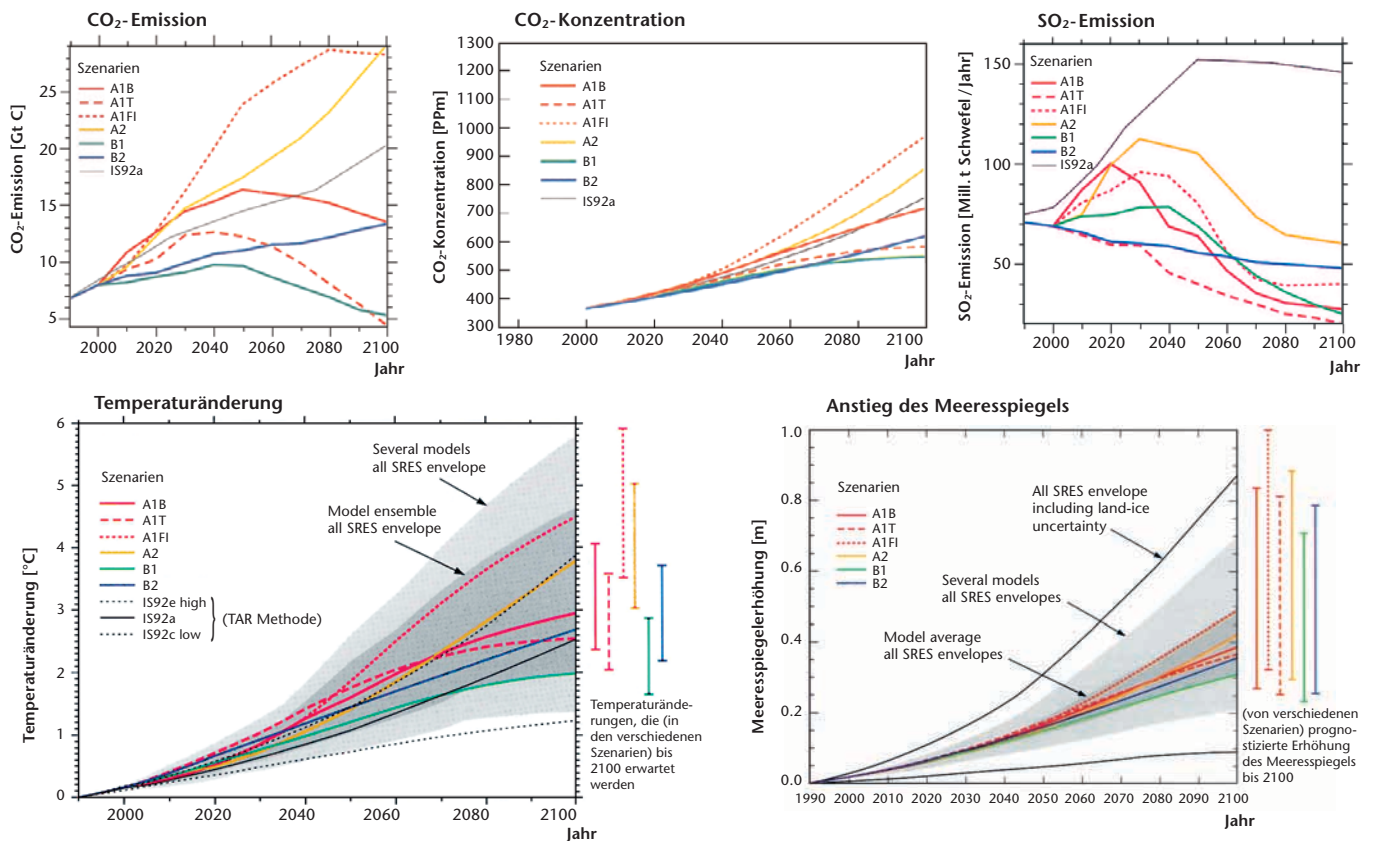 CO₂-Emission
CO₂-Emission [Gt C]
25
20
15
10
5
Szenarien
A1B
A1T
A1FI
A2
B1
B2
IS92a
2000 2020 2040 2060 2080 2100
Jahr
CO₂-Konzentration
CO₂-Konzentration [PPm]
1300
1200
1100
1000
900
800
700
600
500
400
300
Szenarien
A1B
A1T
A1FI
A2
B1
B2
IS92a
1980 2000 2020 2040 2060 2080 2100
Jahr
SO₂-Emission
SO₂-Emission [Mill. t Schwefel / Jahr]
150
100
50
Szenarien
A1B
A1T
A1FI
A2
B1
B2
IS92a
2000 2020 2040 2060 2080 2100
Jahr
Temperaturänderung
Temperaturänderung [°C]
6
5
4
3
2
1
0
Szenarien
A1B
A1T
A1FI
A2
B1
B2
IS92e high
IS92a
IS92c low
(TAR Methode)
Several models
all SRES envelope
Model ensemble
all SRES envelope
2000 2020 2040 2060 2080 2100
Jahr
Temperaturände-
rungen, die (in
den verschiedenen
Szenarien) bis
2100 erwartet
werden
Anstieg des Meeresspiegels
Meeresspiegelerhöhung [m]
1.0
0.8
0.6
0.4
0.2
0.0
Szenarien
A1B
A1T
A1FI
A2
B1
B2
All SRES envelope
including land-ice
uncertainty
Several models
all SRES envelopes
Model average
all SRES envelopes
1990 2000 2010 2020 2030 2040 2050 2060 2070 2080 2090 2100
Jahr
(von verschiedenen
Szenarien) progno-
stizierte Erhöhung
des Meeresspiegels
bis 2100